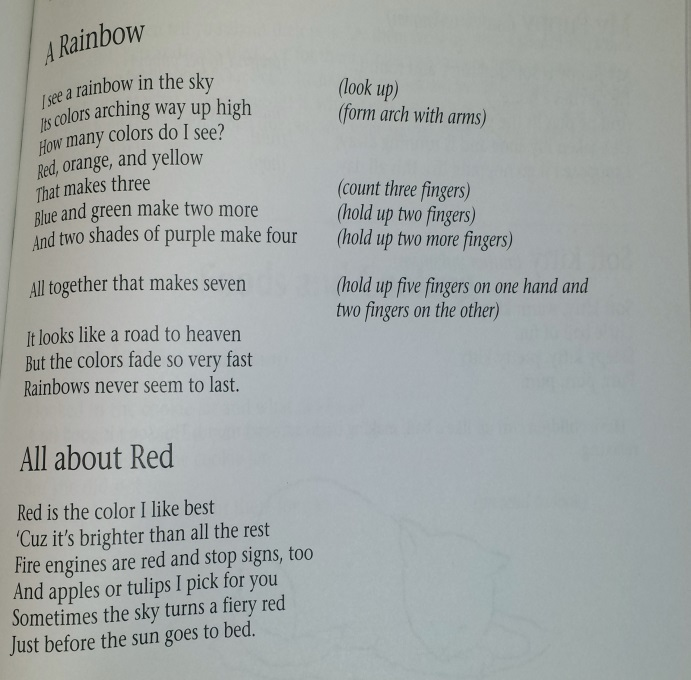 A Rainbow
I see a rainbow in the sky (look up)
Its colors arching way up high (form arch with arms)
How many colors do I see?
Red, orange, and yellow
That makes three (count three fingers)
Blue and green make two more (hold up two fingers)
And two shades of purple make four (hold up two more fingers)
All together that makes seven (hold up five fingers on one hand and
two fingers on the other)
It looks like a road to heaven
But the colors fade so very fast
Rainbows never seem to last.
All about Red
Red is the color I like best
‘Cuz it’s brighter than all the rest
Fire engines are red and stop signs, too
And apples or tulips I pick for you
Sometimes the sky turns a fiery red
Just before the sun goes to bed.